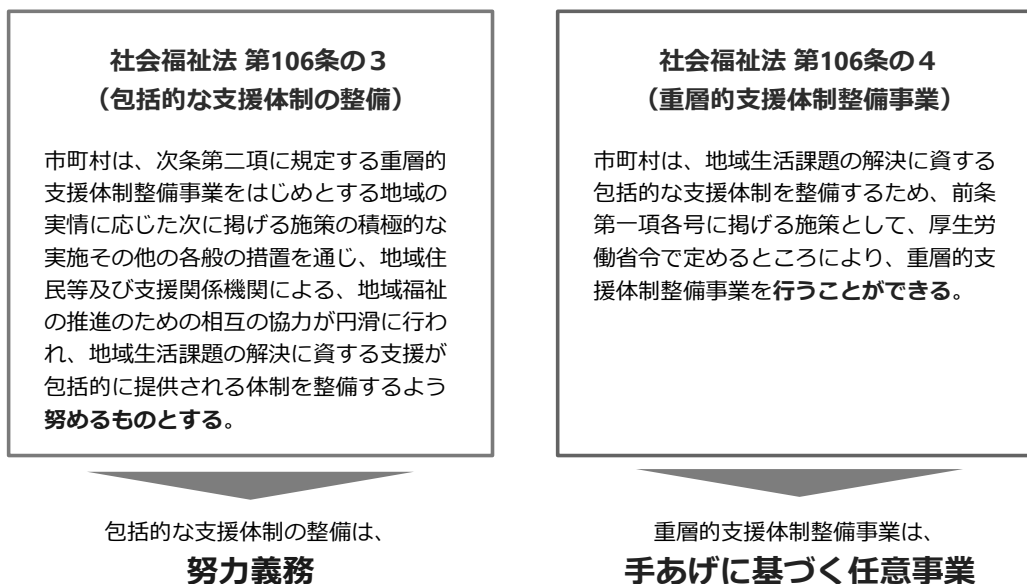 社会福祉法 第106条の３
（包括的な支援体制の整備）
市町村は、次条第二項に規定する重層的
支援体制整備事業をはじめとする地域の
実情に応じた次に掲げる施策の積極的な
実施その他の各般の措置を通じ、地域住
民等及び支援関係機関による、地域福祉
の推進のための相互の協力が円滑に行わ
れ、地域生活課題の解決に資する支援が
包括的に提供される体制を整備するよう
努めるものとする。
包括的な支援体制の整備は、
努力義務
社会福祉法 第106条の４
（重層的支援体制整備事業）
市町村は、地域生活課題の解決に資する
包括的な支援体制を整備するため、前条
第一項各号に掲げる施策として、厚生労
働省令で定めるところにより、重層的支
援体制整備事業を行うことができる。
重層的支援体制整備事業は、
手あげに基づく任意事業